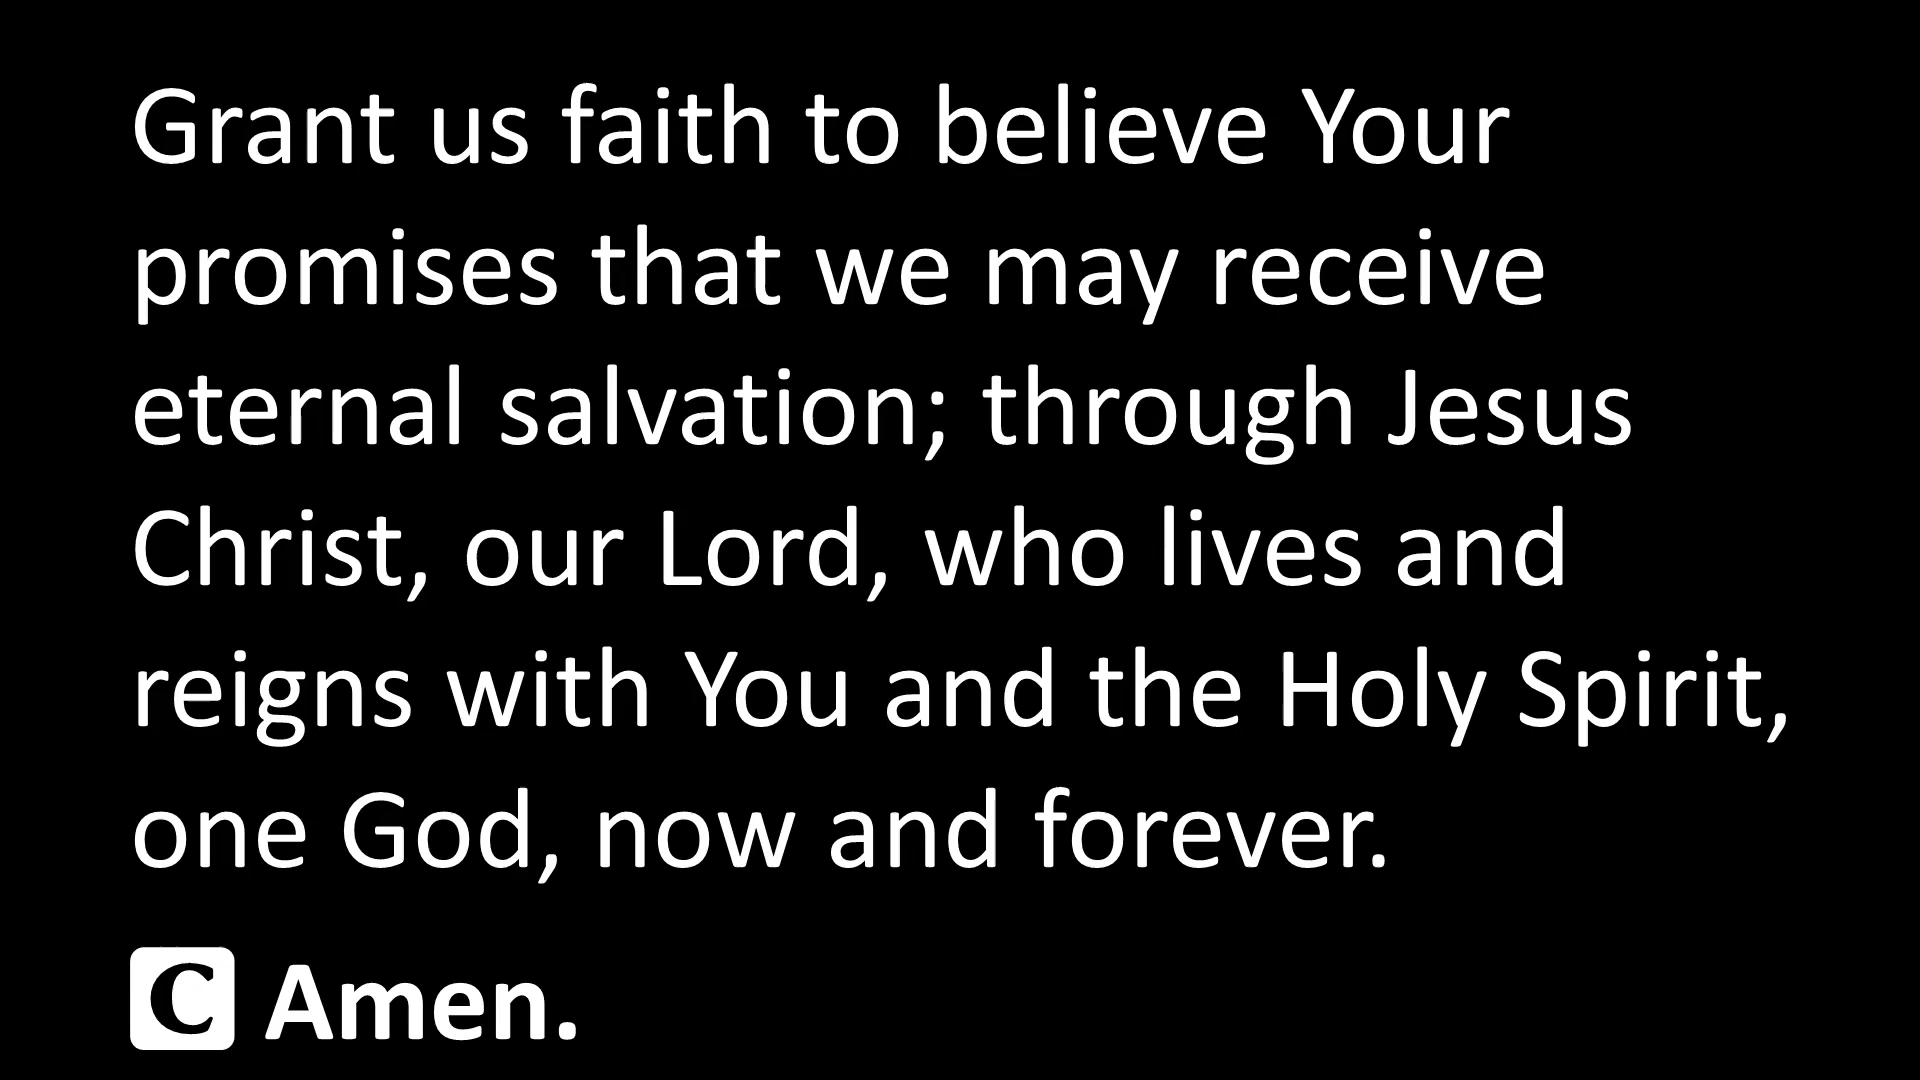 Grant us faith to believe Your
promises that we may receive
eternal salvation; through Jesus
Christ, our Lord, who lives and
reigns with You and the Holy Spirit,
one God, now and forever.
C Amen.